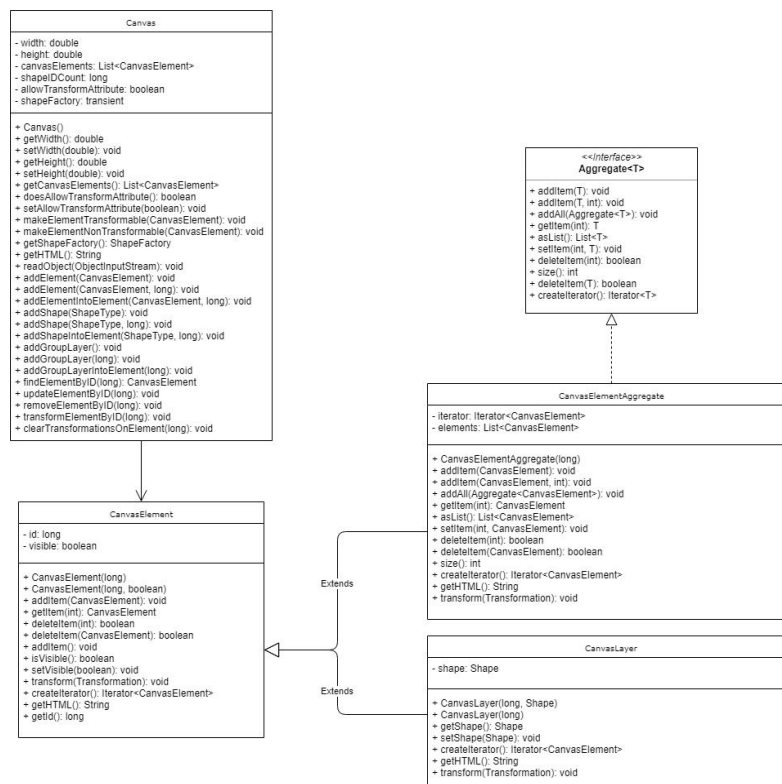 Canvas
- width: double
- height: double
- canvasElements: List<CanvasElement>
- shapeIDCount: long
- allowTransformAttribute: boolean
- shapeFactory: transient
+ Canvas()
+ getWidth(): double
+ setWidth(double): void
+ getHeight(): double
+ setHeight(double): void
+ getCanvasElements(): List<CanvasElement>
+ doesAllowTransformAttribute(): boolean
+ setAllowTransformAttribute(boolean): void
+ makeElementTransformable(CanvasElement): void
+ makeElementNonTransformable(CanvasElement): void
+ getShapeFactory(): ShapeFactory
+ getHTML(): String
+ readObject(ObjectInputStream): void
+ addElement(CanvasElement): void
+ addElement(CanvasElement, long): void
+ addElementIntoElement(CanvasElement, long): void
+ addShape(ShapeType): void
+ addShape(ShapeType, long): void
+ addShapeIntoElement(ShapeType, long): void
+ addGroupLayer(): void
+ addGroupLayer(long): void
+ addGroupLayerIntoElement(long): void
+ findElementByID(long): CanvasElement
+ updateElementByID(long): void
+ removeElementByID(long): void
+ transformElementByID(long): void
+ clearTransformationsOnElement(long): void
<<Interface>>
Aggregate<T>
+ addItem(T): void
+ addItem(T, int): void
+ addAll(Aggregate<T>): void
+ getItem(int): T
+ asList(): List<T>
+ setItem(int, T): void
+ deleteItem(int): boolean
+ size(): int
+ deleteItem(T): boolean
+ createIterator(): Iterator<T>
CanvasElementAggregate
- iterator: Iterator<CanvasElement>
- elements: List<CanvasElement>
+ CanvasElementAggregate(long)
+ addItem(CanvasElement): void
+ addItem(CanvasElement, int): void
+ addAll(Aggregate<CanvasElement>): void
+ getItem(int): CanvasElement
+ asList(): List<CanvasElement>
+ setItem(int, CanvasElement): void
+ deleteItem(int): boolean
+ deleteItem(CanvasElement): boolean
+ size(): int
+ createIterator(): Iterator<CanvasElement>
+ getHTML(): String
+ transform(Transformation): void
CanvasElement
- id: long
- visible: boolean
+ CanvasElement(long)
+ CanvasElement(long, boolean)
+ addItem(CanvasElement): void
+ getItem(int): CanvasElement
+ deleteItem(int): boolean
+ deleteItem(CanvasElement): boolean
+ addItem(): void
+ isVisible(): boolean
+ setVisible(boolean): void
+ transform(Transformation): void
+ createIterator(): Iterator<CanvasElement>
+ getHTML(): String
+ getId(): long
Extends
Extends
CanvasLayer
- shape: Shape
+ CanvasLayer(long, Shape)
+ CanvasLayer(long)
+ getShape(): Shape
+ setShape(Shape): void
+ createIterator(): Iterator<CanvasElement>
+ getHTML(): String
+ transform(Transformation): void